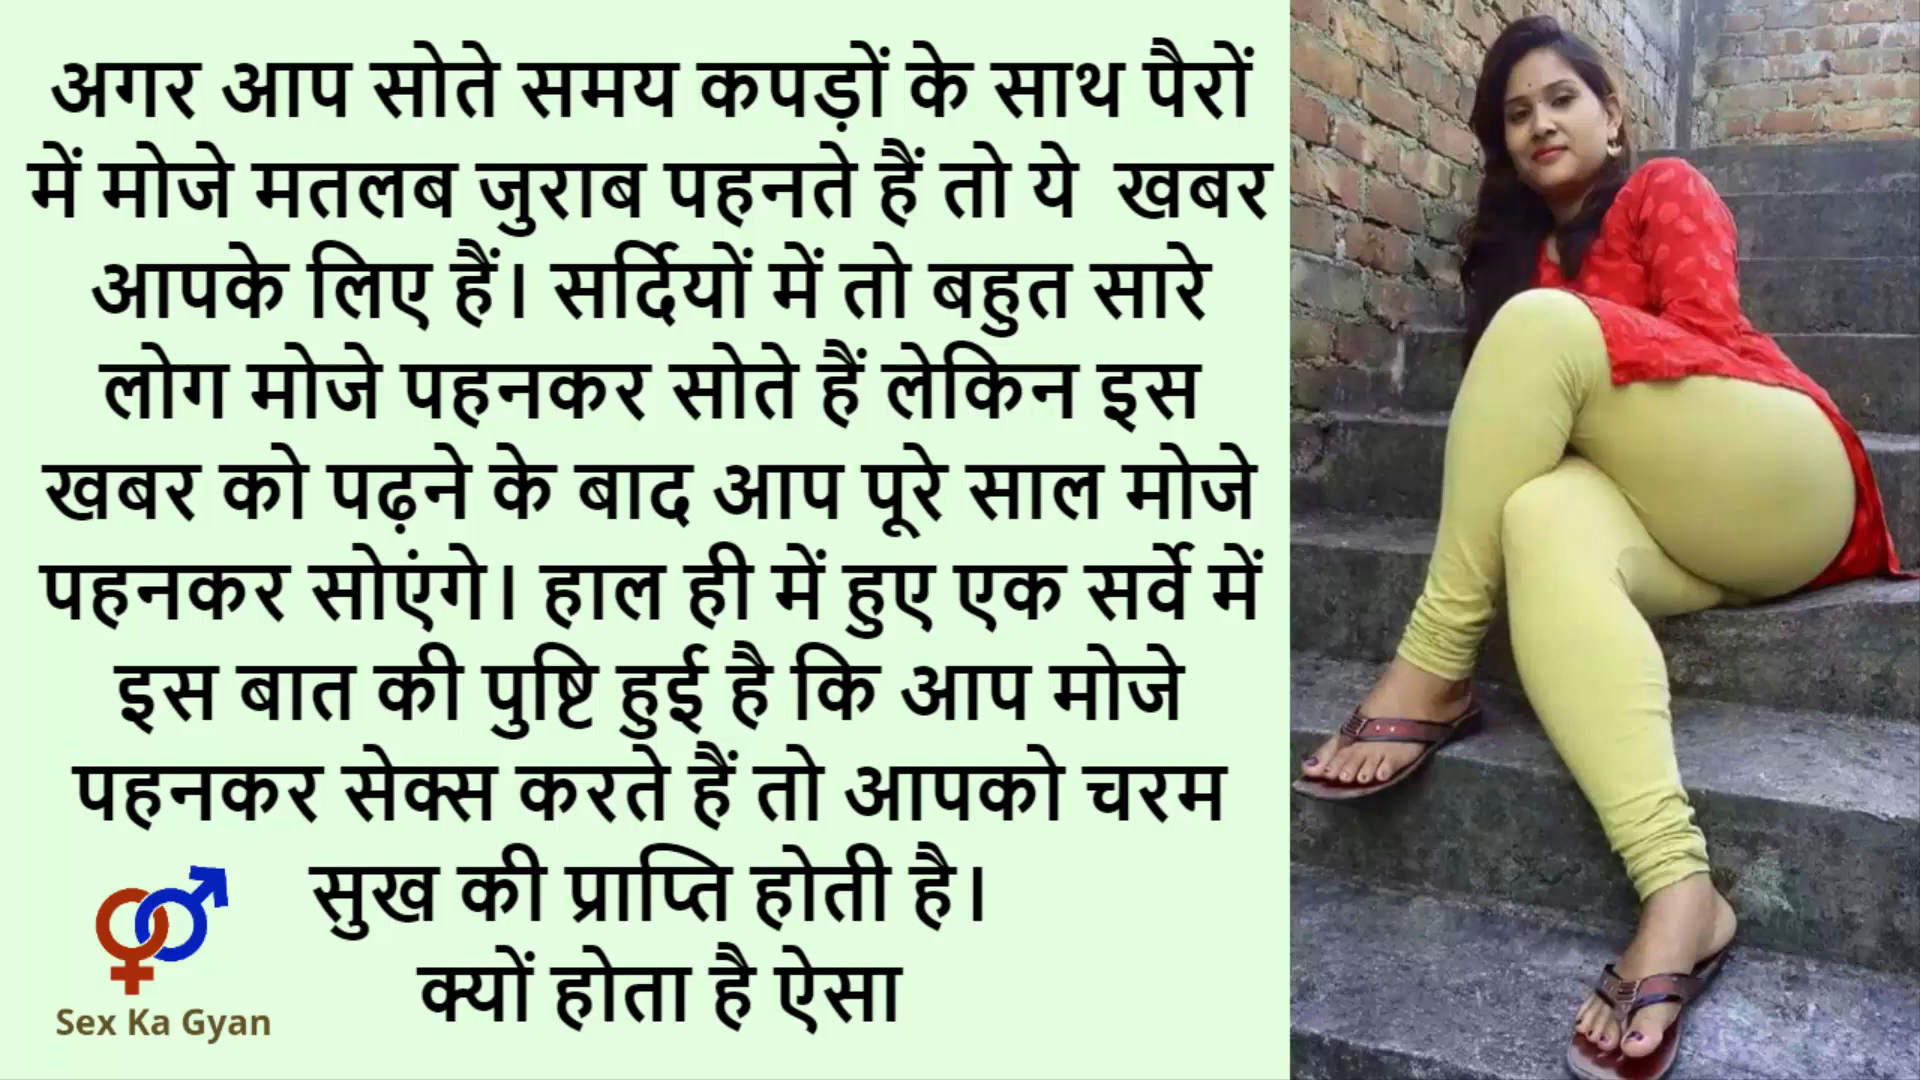 अगर आप सोते समय कपड़ों के साथ पैरों
में मोजे मतलब जुराब पहनते हैं तो ये खबर
आपके लिए हैं। सर्दियों में तो बहुत सारे
लोग मोजे पहनकर सोते हैं लेकिन इस
खबर को पढ़ने के बाद आप पूरे साल मोजे
पहनकर सोएंगे। हाल ही में हुए एक सर्वे में
इस बात की पुष्टि हुई है कि आप मोजे
पहनकर सेक्स करते हैं तो आपको चरम
सुख की प्राप्ति होती है।
क्यों होता है ऐसा
Sex Ka Gyan